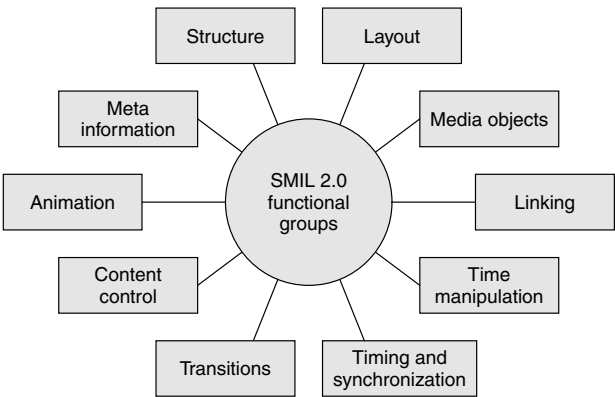 Structure
Layout
Meta
information
Media objects
SMIL 2.0
functional
groups
Animation
Linking
Content
control
Time
manipulation
Transitions
Timing and
synchronization